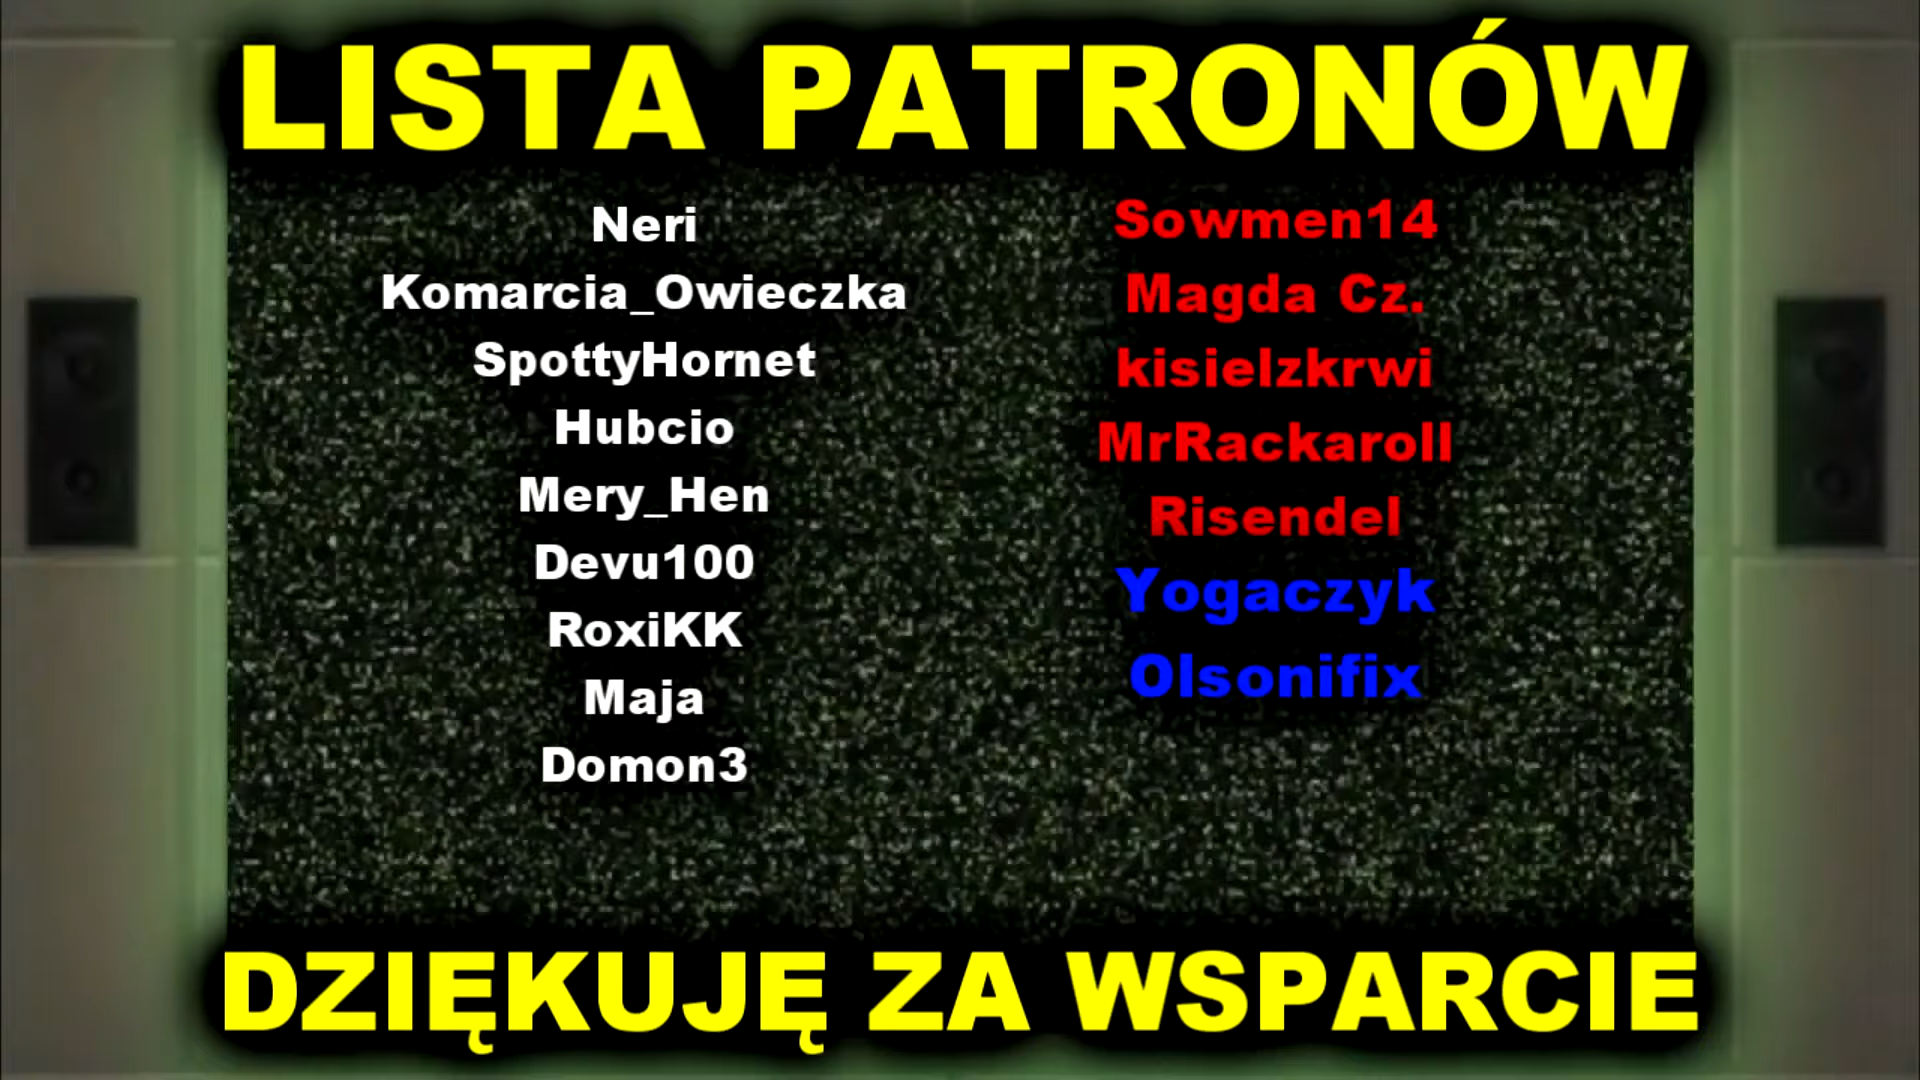 LISTA PATRONÓW
Neri
Komarcia_Owieczka
SpottyHornet
Hubcio
Mery_Hen
Devu100
RoxiKK
Maja
Domon3
Sowmen14
Magda Cz.
kisielzkrwi
MrRackaroll
Risendel
Yogaczyk
Olsonifix
DZIĘKUJĘ ZA WSPARCIE